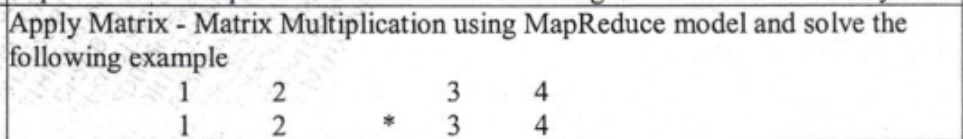 Apply Matrix - Matrix Multiplication using MapReduce model and solve the
following example
1 2 3 4
1 2 * 3 4